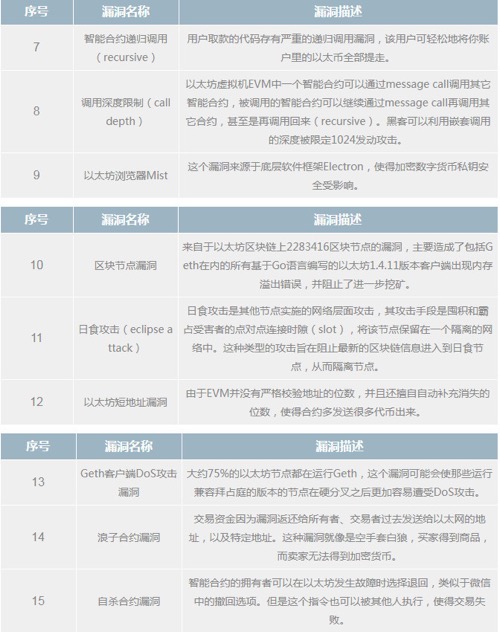 序号 漏洞名称 漏洞描述
7 智能合约递归调用（recursive） 用户取款的代码存有严重的递归调用漏洞，该用户可轻松地将你账
户里的以太币全部提走。
8 调用深度限制（call depth） 以太坊虚拟机EVM中一个智能合约可以通过message call调用其它
智能合约，被调用的智能合约可以继续通过message call再调用其
它合约，甚至是再调用回来（recursive）。黑客可以利用嵌套调用
的深度被限定1024发动攻击。
9 以太坊浏览器Mist 这个漏洞来源于底层软件框架Electron，使得加密数字货币私钥安
全受影响。
序号 漏洞名称 漏洞描述
10 区块节点漏洞 来自于以太坊区块链上2283416区块节点的漏洞，主要造成了包括G
eth在内的所有基于Go语言编写的以太坊1.4.11版本客户端出现内存
溢出错误，并阻止了进一步挖矿。
11 日食攻击（eclipse attack） 日食攻击是其他节点实施的网络层面攻击，其攻击手段是囤积和霸
占受害者的点对点连接时隙（slot），将该节点保留在一个隔离的网
络中。这种类型的攻击旨在阻止最新的区块链信息进入到日食节
点，从而隔离节点。
12 以太坊短地址漏洞 由于EVM并没有严格校验地址的位数，并且还擅自自动补充消失的
位数，使得合约多发送很多代币出来。
序号 漏洞名称 漏洞描述
13 Geth客户端DoS攻击漏洞 大约75%的以太坊节点都在运行Geth，这个漏洞可能会使那些运行
兼容拜占庭的版本的节点在硬分叉之后更加容易遭受DoS攻击。
14 浪子合约漏洞 交易资金因为漏洞返还给所有者、交易者过去发送给以太网的地
址，以及特定地址。这种漏洞就像是空手套白狼，买家得到商品，
而卖家无法得到加密货币。
15 自杀合约漏洞 智能合约的拥有者可以在以太坊发生故障时选择退回，类似于微信
中的撤回选项。但是这个指令也可以被其他人执行，使得交易失
败。